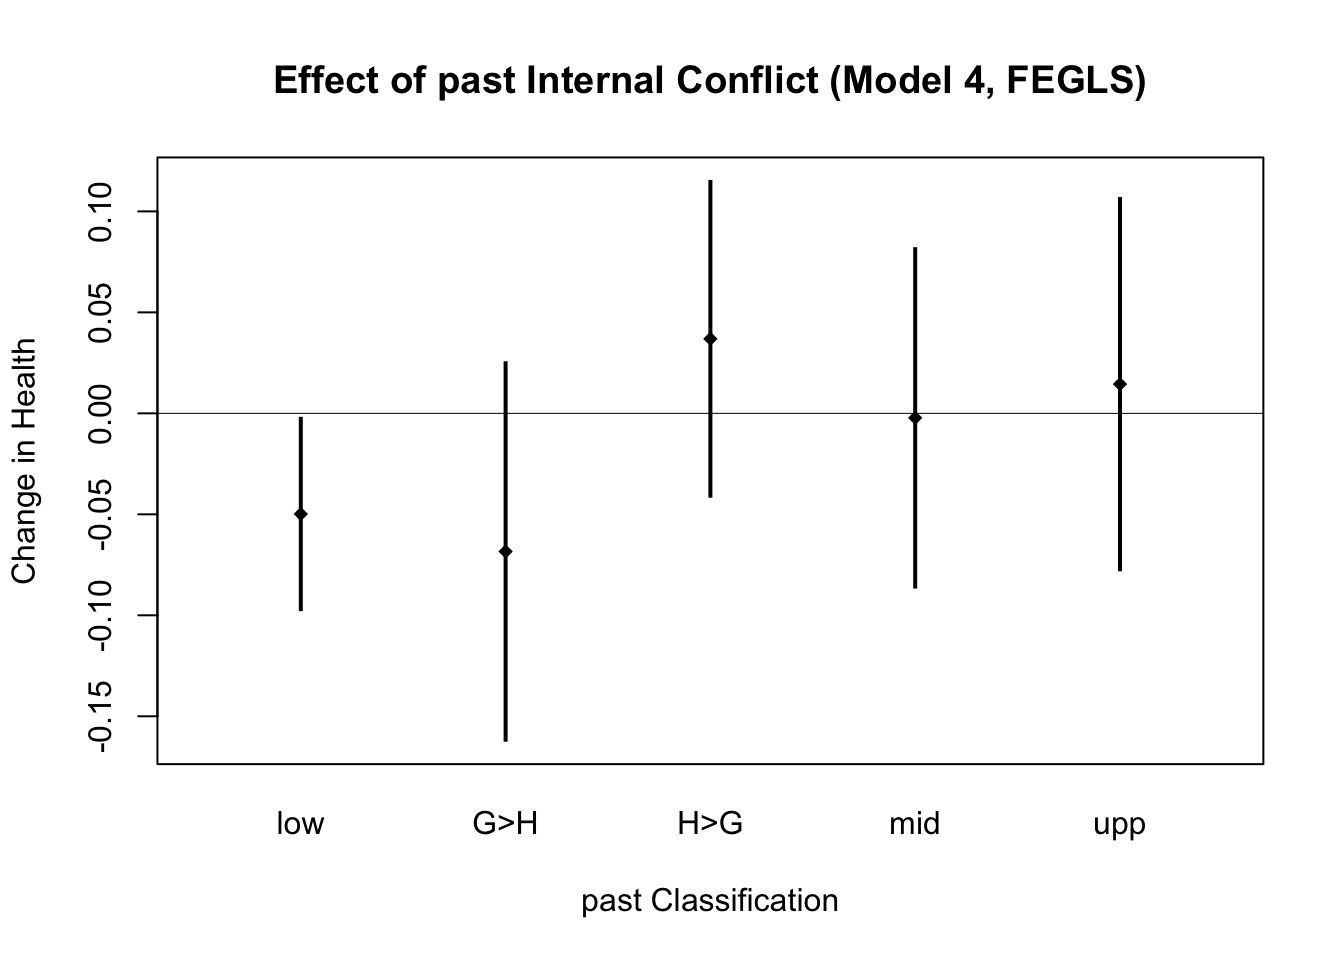 Effect of past Internal Conflict (Model 4, FEGLS)
Change in Health
0.10
0.05
0.00
-0.05
-0.10
-0.15
low G>H H>G mid upp
past Classification